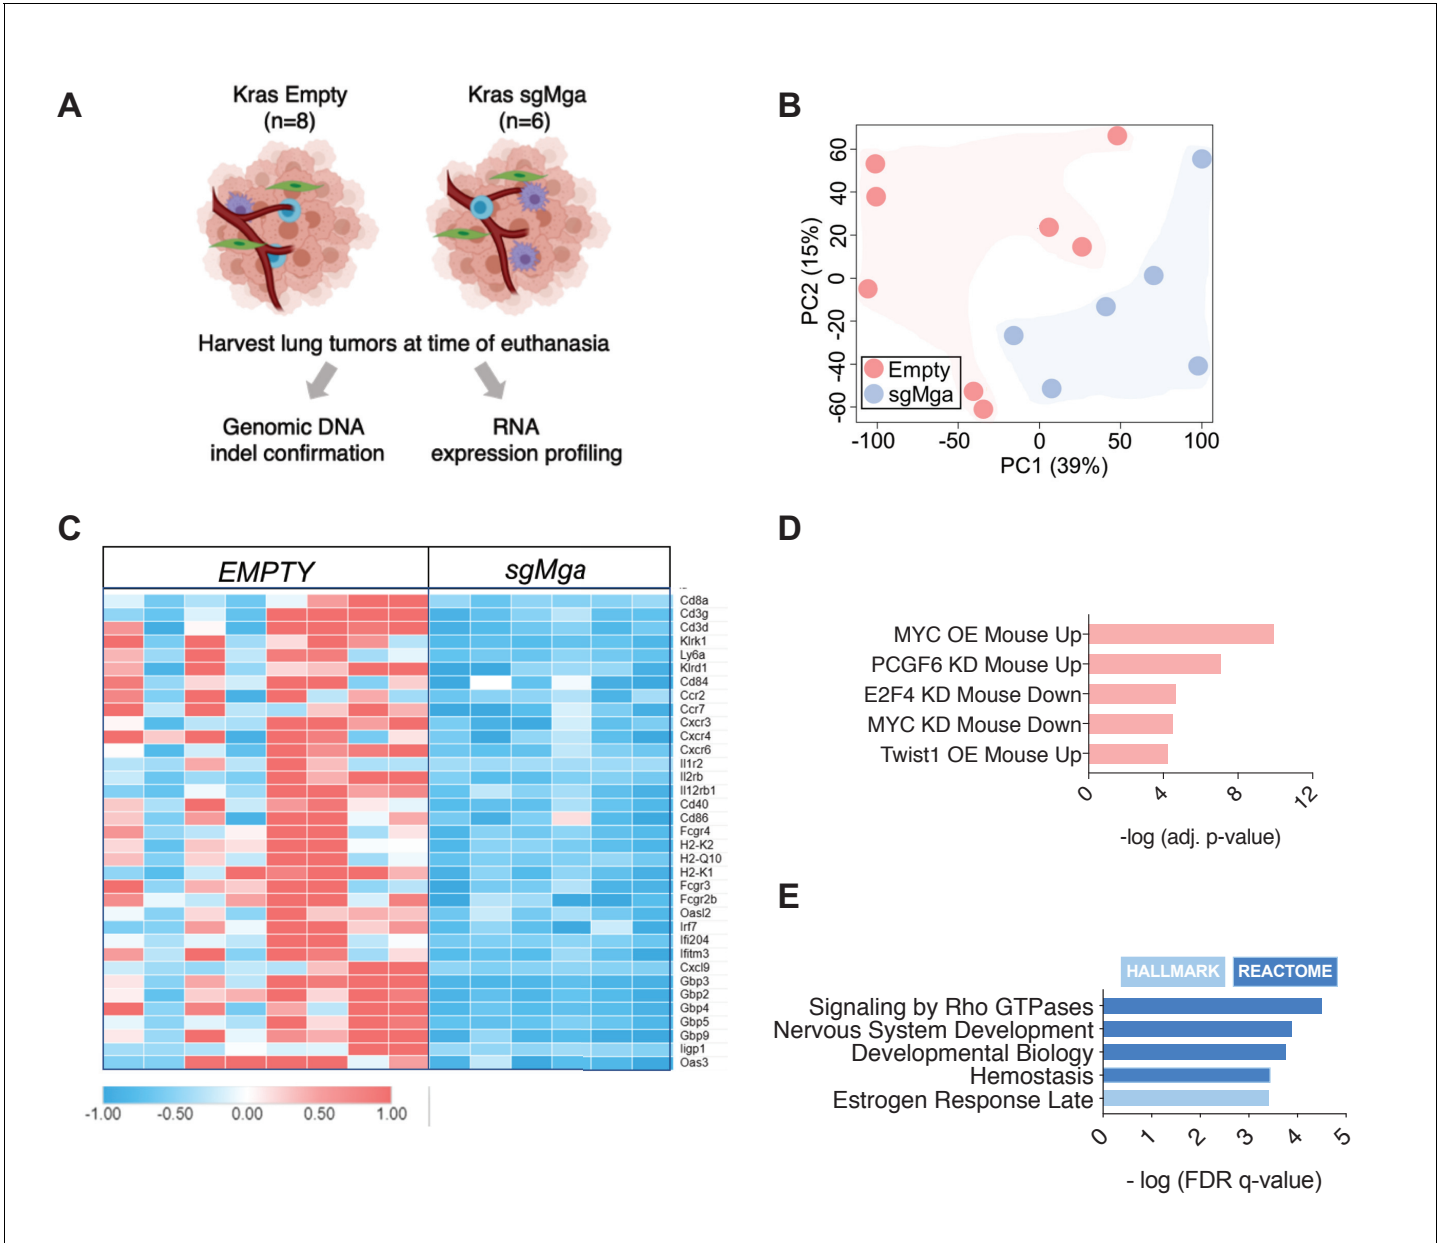 A
Kras Empty
(n=8)
Kras sgMga
(n=6)
Harvest lung tumors at time of euthanasia
Genomic DNA
indel confirmation
RNA
expression profiling
B
PC2 (15%)
60
40
20
0
-20
-40
-60
Empty
sgMga
-100
-50
0
50
100
PC1 (39%)
C
EMPTY
sgMga
Cd8a
Cd3g
Cd3d
Klrk1
Ly6a
Klrd1
Cd84
Ccr2
Ccr7
Cxcr3
Cxcr4
Cxcr6
Il1r2
Il2rb
Il12rb1
Cd40
Cd86
Fcgr4
H2-K2
H2-Q10
H2-K1
Fcgr3
Fcgr2b
Oasl2
Irf7
Ifi204
Ifitm3
Cxcl9
Gbp3
Gbp2
Gbp4
Gbp5
Gbp9
Iigp1
Oas3
-1.00
-0.50
0.00
0.50
1.00
D
MYC OE Mouse Up
PCGF6 KD Mouse Up
E2F4 KD Mouse Down
MYC KD Mouse Down
Twist1 OE Mouse Up
0
4
8
12
-log (adj. p-value)
E
HALLMARK
REACTOME
Signaling by Rho GTPases
Nervous System Development
Developmental Biology
Hemostasis
Estrogen Response Late
0
1
2
3
4
5
- log (FDR q-value)